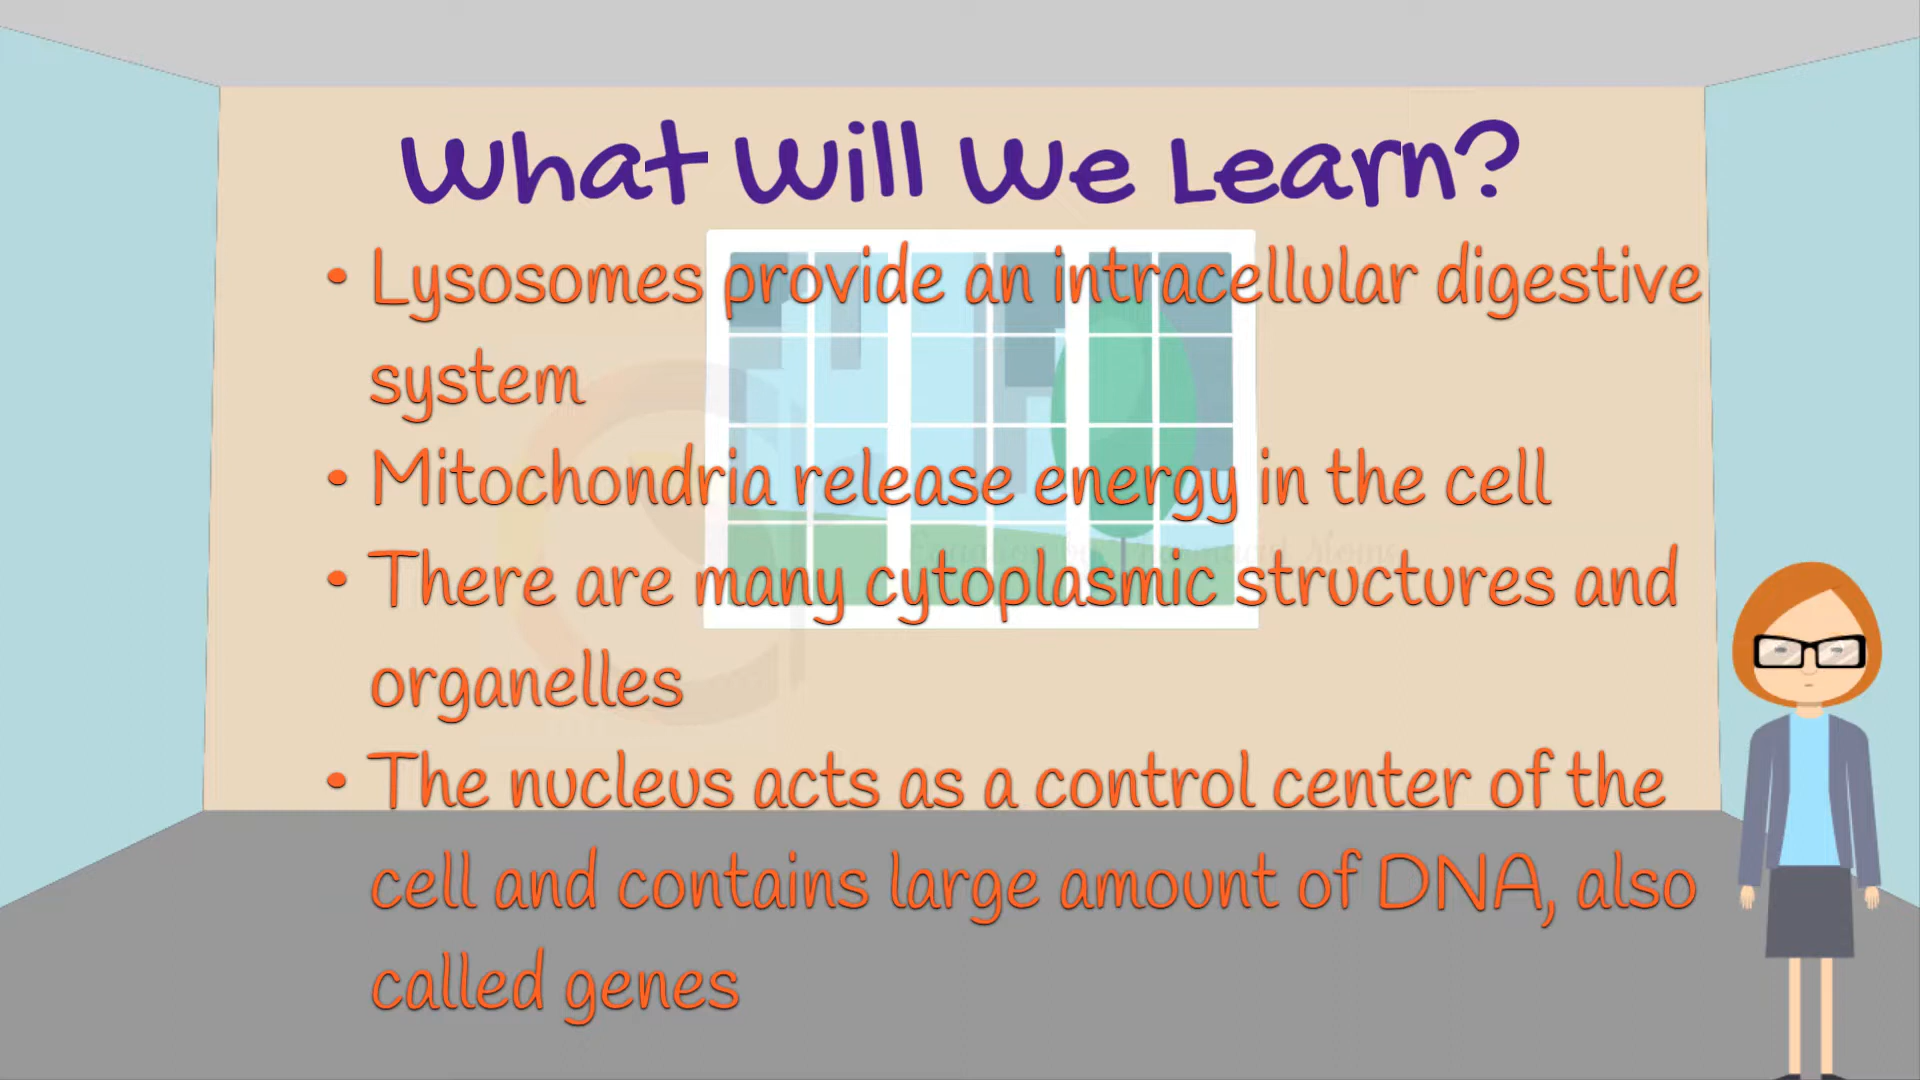 What Will We Learn?
• Lysosomes provide an intracellular digestive
system
• Mitochondria release energy in the cell
• There are many cytoplasmic structures and
organelles
• The nucleus acts as a control center of the
cell and contains large amount of DNA, also
called genes